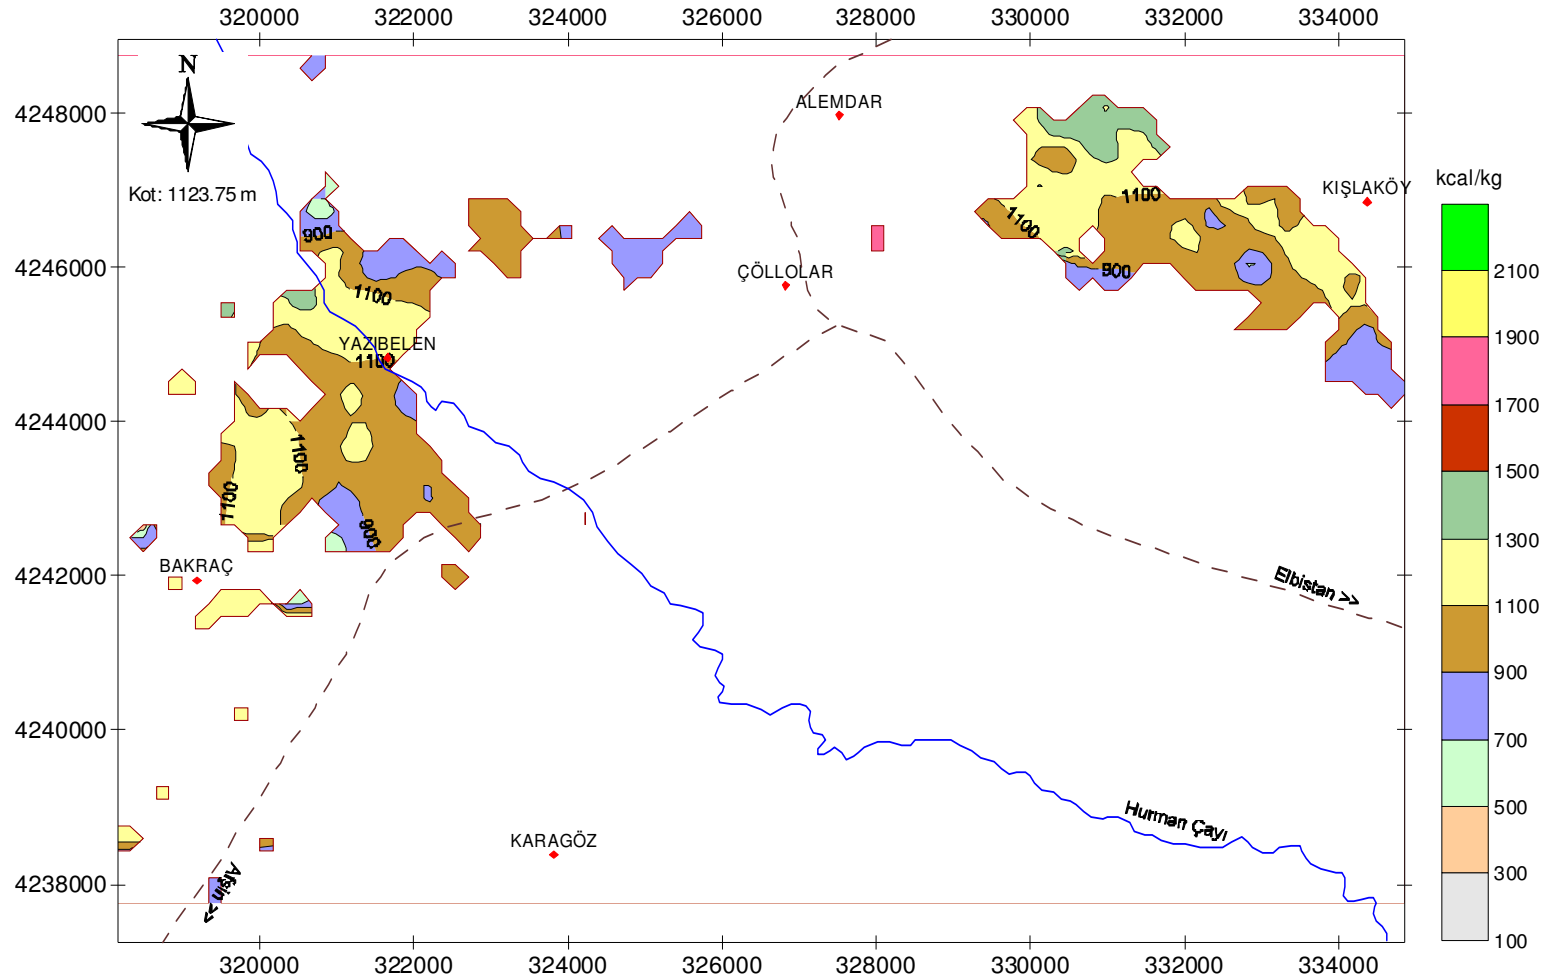 320000 322000 324000 326000 328000 330000 332000 334000
N
ALEMDAR
4248000
Kot: 1123.75 m
kcal/kg
KIŞLAKÖY
1100
1100
900
4246000
ÇÖLLOLAR
900
2100
1100
1900
YAZIBELEN
1100
1700
4244000
1100
1500
1100
900
1300
BAKRAÇ
4242000
Elbistan >>
1100
900
4240000
700
Hurman Çayı
500
KARAGÖZ
300
4238000
Afşin >>
100
320000 322000 324000 326000 328000 330000 332000 334000